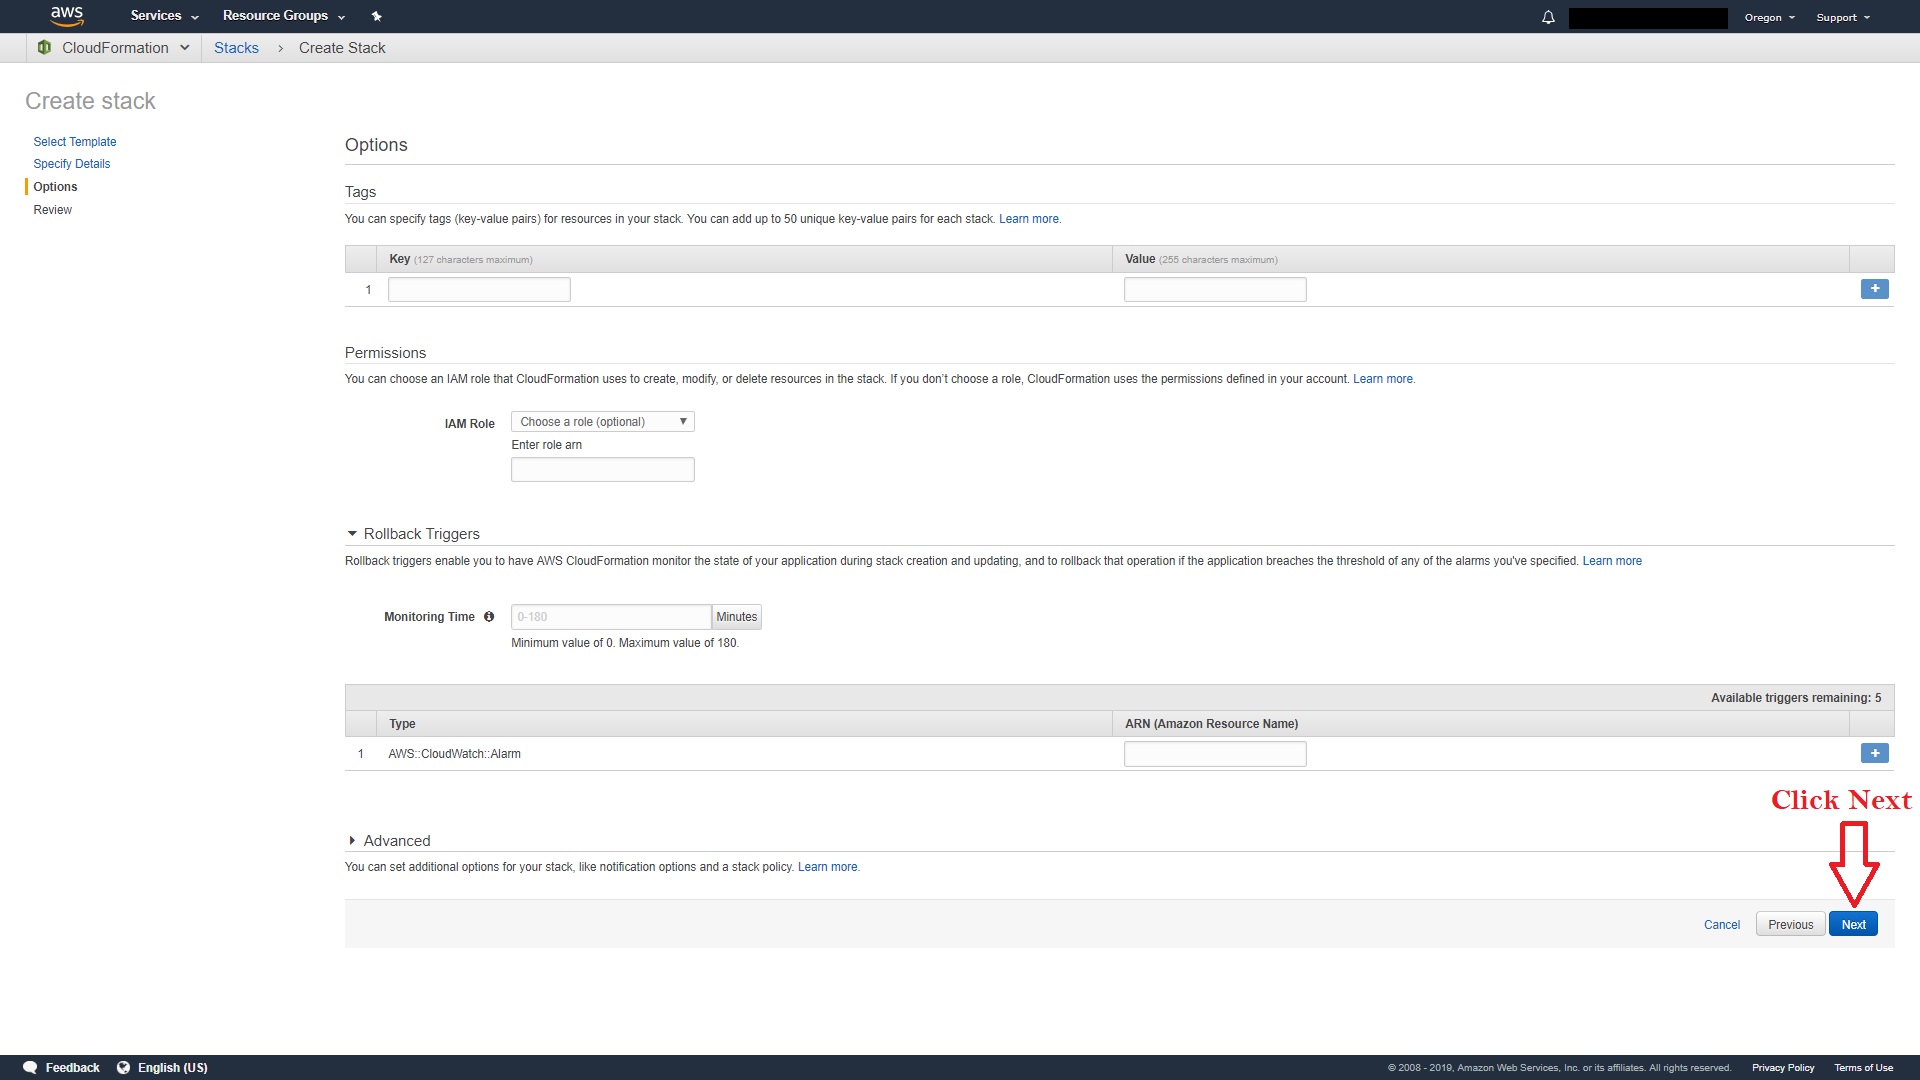 aws Services Resource Groups Oregon Support
CloudFormation Stacks > Create Stack
Create stack
Select Template
Specify Details
Options
Review
Options
Tags
You can specify tags (key-value pairs) for resources in your stack. You can add up to 50 unique key-value pairs for each stack. Learn more.
Key (127 characters maximum) Value (255 characters maximum)
1 +
Permissions
You can choose an IAM role that CloudFormation uses to create, modify, or delete resources in the stack. If you don't choose a role, CloudFormation uses the permissions defined in your account. Learn more.
IAM Role Choose a role (optional)
Enter role arn
Rollback Triggers
Rollback triggers enable you to have AWS CloudFormation monitor the state of your application during stack creation and updating, and to rollback that operation if the application breaches the threshold of any of the alarms you've specified. Learn more
Monitoring Time 0-180 Minutes
Minimum value of 0. Maximum value of 180.
Available triggers remaining: 5
Type ARN (Amazon Resource Name)
1 AWS::CloudWatch::Alarm +
Click Next
Advanced
You can set additional options for your stack, like notification options and a stack policy. Learn more.
Cancel Previous Next
Feedback English (US) © 2008 - 2019, Amazon Web Services, Inc. or its affiliates. All rights reserved. Privacy Policy Terms of Use